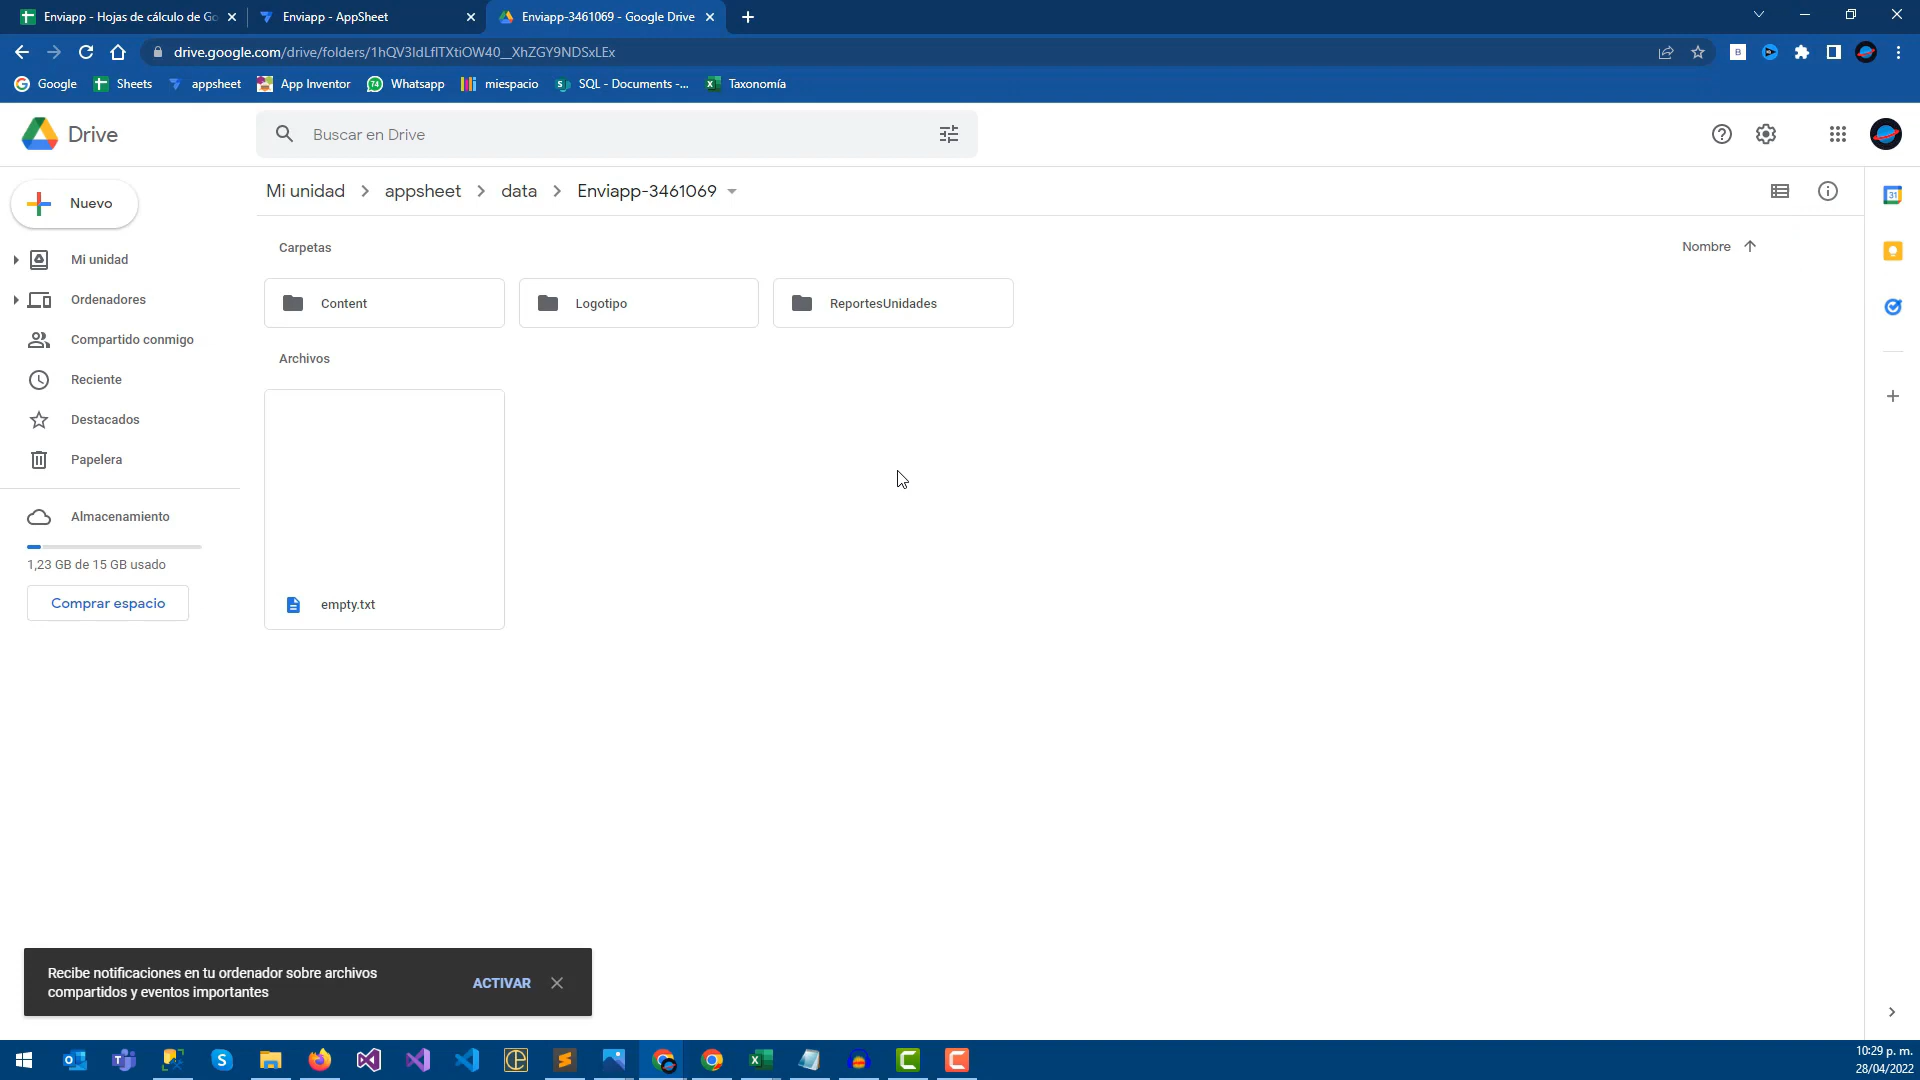 Enviapp - Hojas de cálculo de Go
Enviapp - AppSheet
Enviapp-3461069 - Google Drive
drive.google.com/drive/folders/1hQV3IdLflTXtiOW40__XhZGY9NDSxLEx
Google
Sheets
appsheet
App Inventor
Whatsapp
miespacio
SQL - Documents -...
Taxonomía
Drive
Buscar en Drive
Nuevo
Mi unidad
Ordenadores
Compartido conmigo
Reciente
Destacados
Papelera
Almacenamiento
1,23 GB de 15 GB usado
Comprar espacio
Mi unidad > appsheet > data > Enviapp-3461069
Carpetas
Nombre
Content
Logotipo
ReportesUnidades
Archivos
empty.txt
Recibe notificaciones en tu ordenador sobre archivos
compartidos y eventos importantes
ACTIVAR
10:29 p. m.
28/04/2022